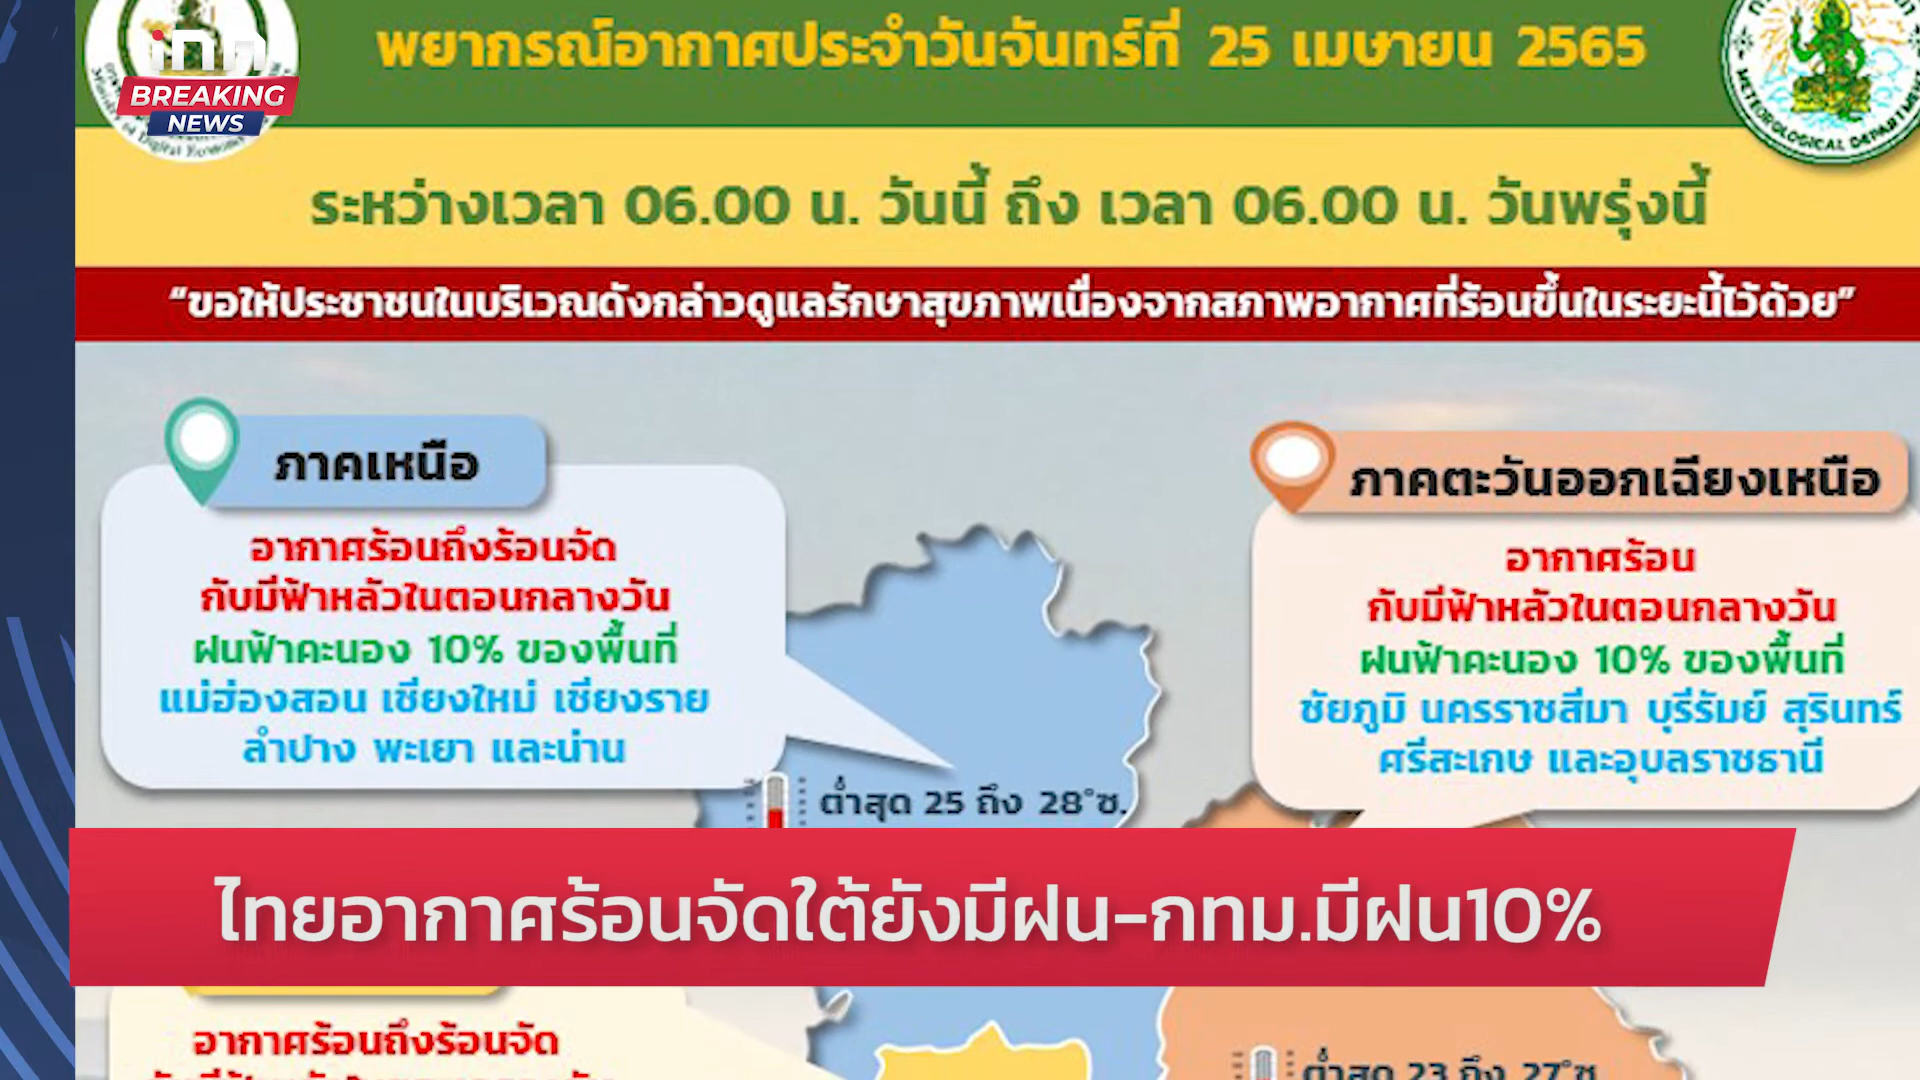 พยากรณ์อากาศประจำวันจันทร์ที่ 25 เมษายน 2565
inn
BREAKING
NEWS
METEOROLOGICAL DEPARTMENT
ระหว่างเวลา 06.00 น. วันนี้ ถึง เวลา 06.00 น. วันพรุ่งนี้
“ขอให้ประชาชนในบริเวณดังกล่าวดูแลรักษาสุขภาพเนื่องจากสภาพอากาศที่ร้อนขึ้นในระยะนี้ไว้ด้วย”
ภาคเหนือ
อากาศร้อนถึงร้อนจัด
กับมีฟ้าหลัวในตอนกลางวัน
ฝนฟ้าคะนอง 10% ของพื้นที่
แม่ฮ่องสอน เชียงใหม่ เชียงราย
ลำปาง พะเยา และน่าน
ต่ำสุด 25 ถึง 28°ซ.
ภาคตะวันออกเฉียงเหนือ
อากาศร้อน
กับมีฟ้าหลัวในตอนกลางวัน
ฝนฟ้าคะนอง 10% ของพื้นที่
ชัยภูมิ นครราชสีมา บุรีรัมย์ สุรินทร์
ศรีสะเกษ และอุบลราชธานี
ไทยอากาศร้อนจัดใต้ยังมีฝน-กทม.มีฝน10%
อากาศร้อนถึงร้อนจัด
ต่ำสุด 23 ถึง 27°ซ